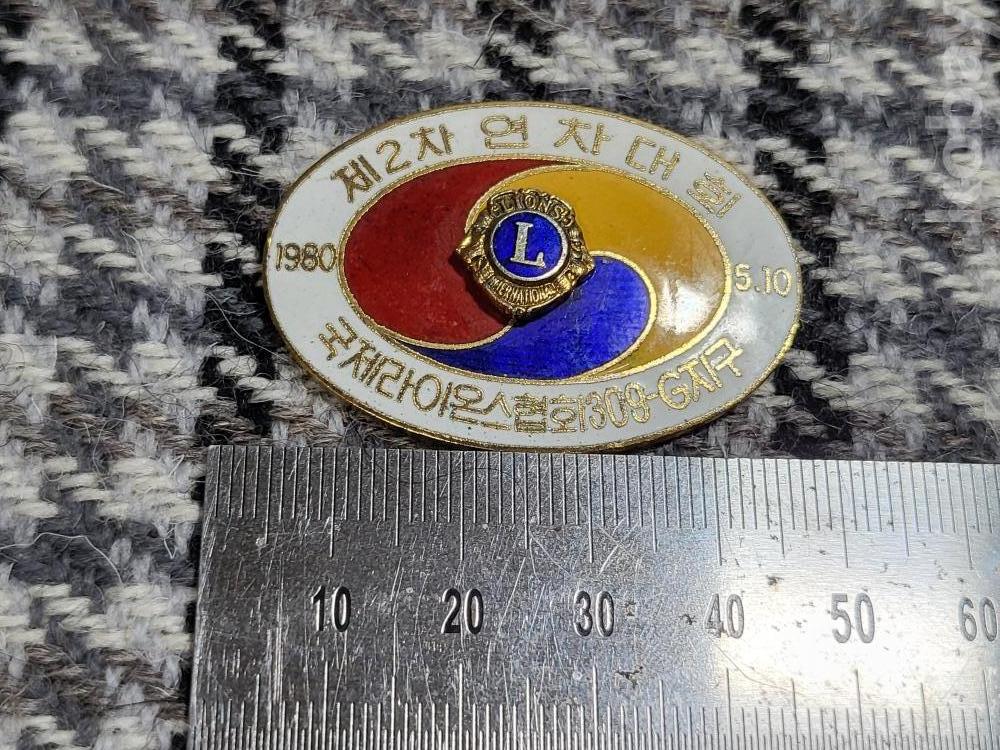 제2차 연차대회
1980
5.10
LIONS
L
INTERNATIONAL
국제라이온스협회309-G지구
10 20 30 40 50 60